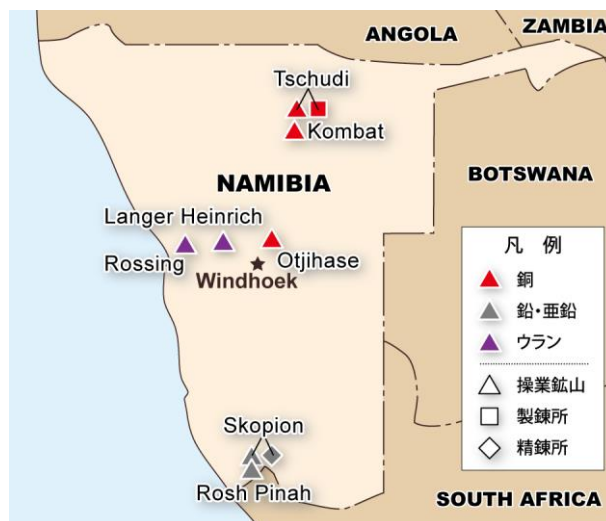 ANGOLA
ZAMBIA
Tschudi
Kombat
NAMIBIA
BOTSWANA
Langer Heinrich
Rossing
Otjihase
Windhoek
凡 例
銅
鉛・亜鉛
ウラン
操業鉱山
製錬所
精錬所
Skopion
Rosh Pinah
SOUTH AFRICA